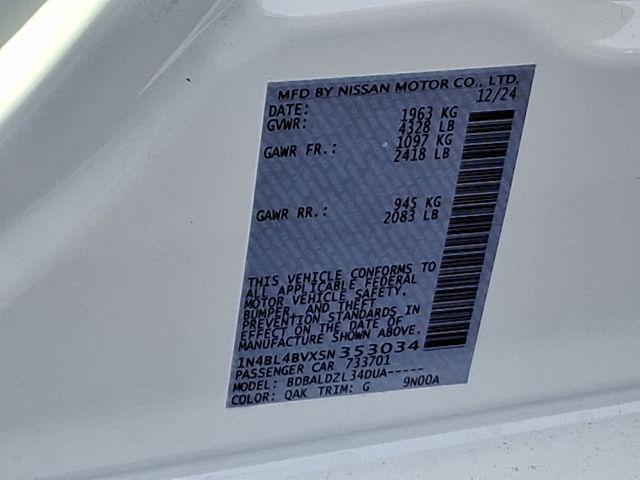 MFD BY NISSAN MOTOR CO., LTD.
DATE: 12/24
GVWR: 1963 KG
4328 LB
GAWR FR.: 1097 KG
2418 LB
GAWR RR.: 945 KG
2083 LB
THIS VEHICLE CONFORMS TO
ALL APPLICABLE FEDERAL
MOTOR VEHICLE SAFETY,
BUMPER, AND THEFT
PREVENTION STANDARDS IN
EFFECT ON THE DATE OF
MANUFACTURE SHOWN ABOVE.
1N4BL4BVXSN353034
PASSENGER CAR 733701
MODEL: BDBALDZL34DUA-----
COLOR: QAK TRIM: G 9N00A